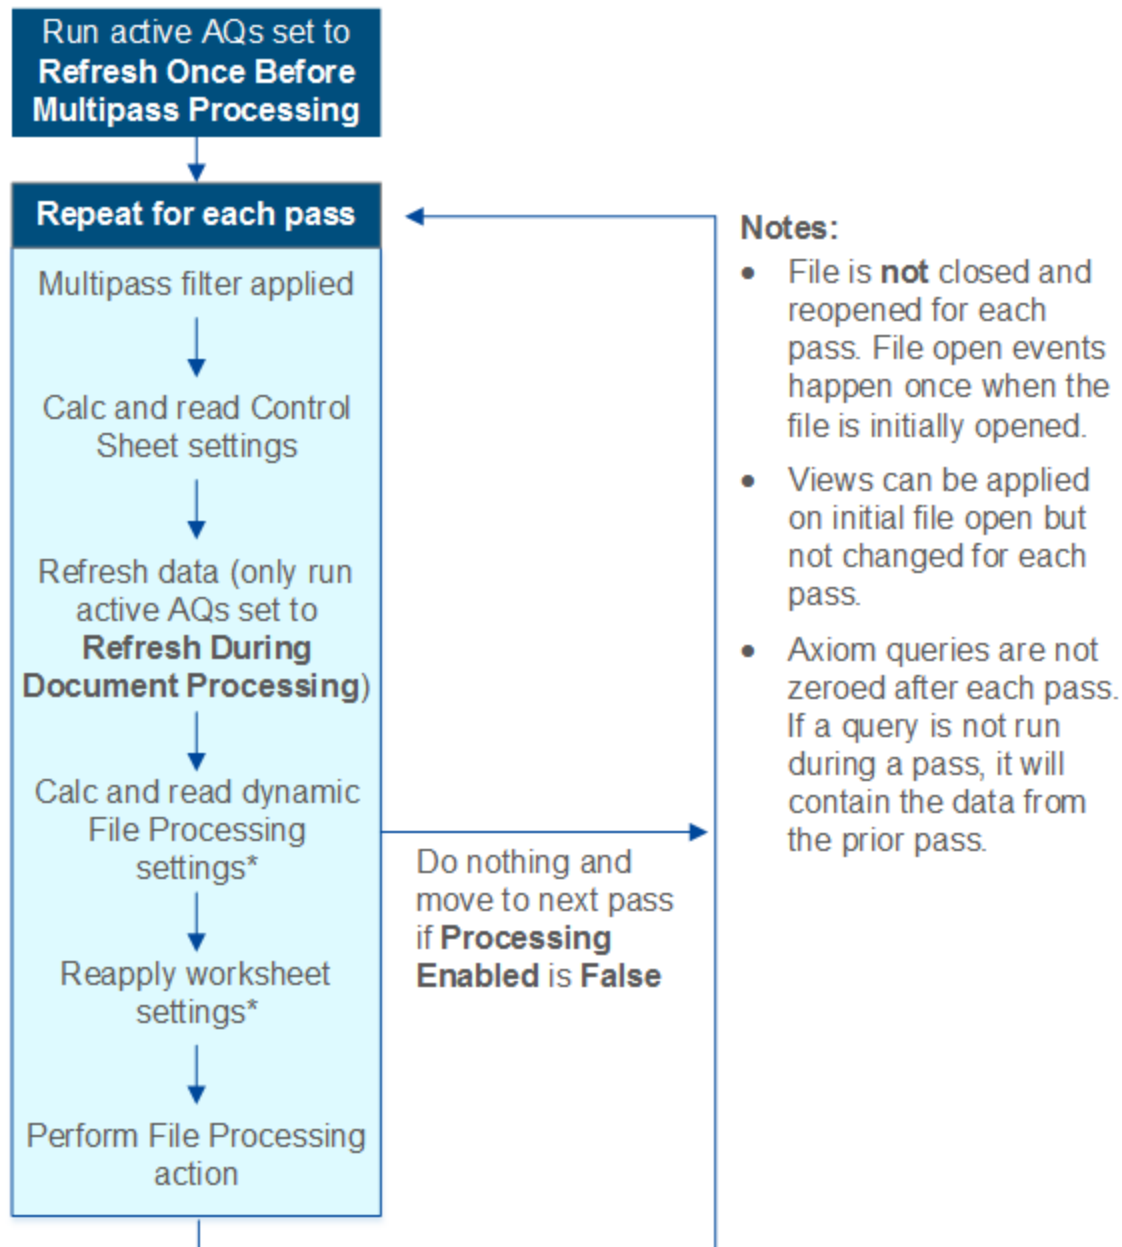 Run active AQs set to
Refresh Once Before
Multipass Processing
Repeat for each pass
Multipass filter applied
Calc and read Control
Sheet settings
Refresh data (only run
active AQs set to
Refresh During
Document Processing)
Calc and read dynamic
File Processing
settings*
Reapply worksheet
settings*
Perform File Processing
action
Do nothing and
move to next pass
if Processing
Enabled is False
Notes:
• File is not closed and
reopened for each
pass. File open events
happen once when the
file is initially opened.
• Views can be applied
on initial file open but
not changed for each
pass.
• Axiom queries are not
zeroed after each pass.
If a query is not run
during a pass, it will
contain the data from
the prior pass.